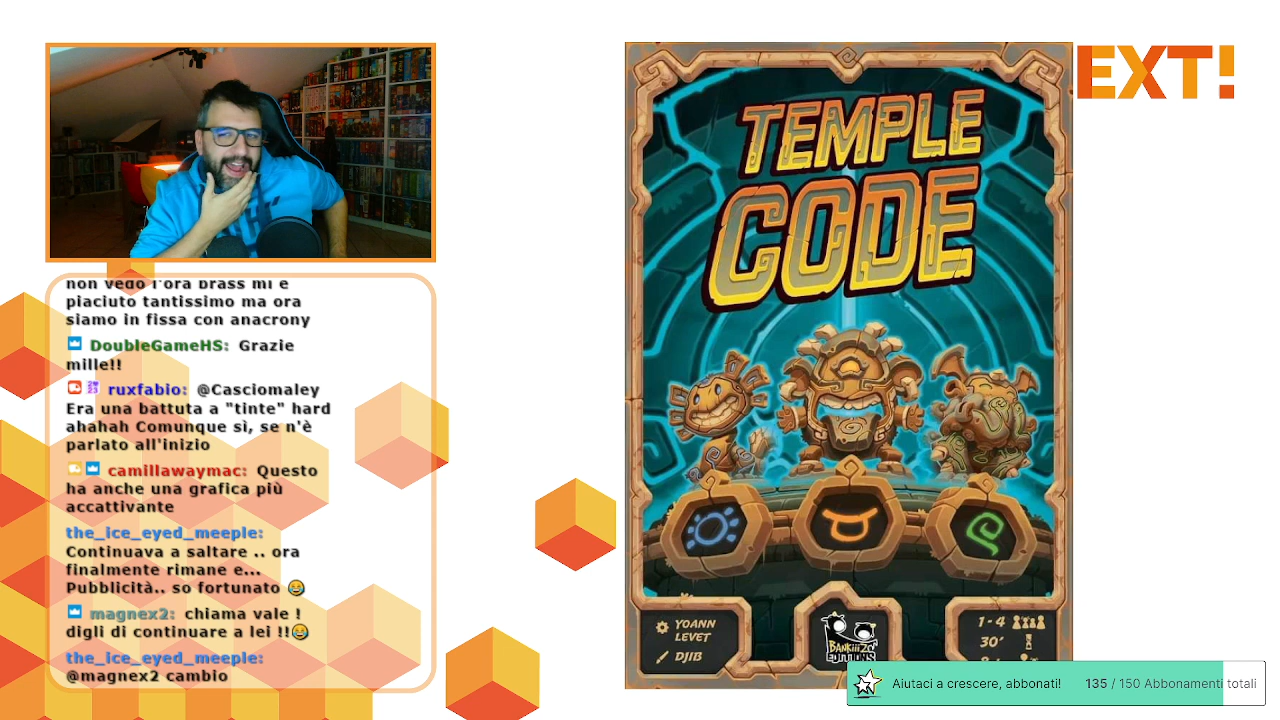 EXT!
TEMPLE
CODE
YOANN
LEVET
DJIB
BANKIIIZ
EDITIONS
1-4
30'
non vedo l'ora brass mi è
piaciuto tantissimo ma ora
siamo in fissa con anacrony
DoubleGameHS: Grazie
mille!!
ruxfabio: @Casciomaley
Era una battuta a "tinte" hard
ahahah Comunque sì, se n'è
parlato all'inizio
camillawaymac: Questo
ha anche una grafica più
accattivante
the_ice_eyed_meeple:
Continuava a saltare .. ora
finalmente rimane e...
Pubblicità.. so fortunato 😂
magnex2: chiama vale !
digli di continuare a lei !!😂
the_ice_eyed_meeple:
@magnex2 cambio
Aiutaci a crescere, abbonati! 135 / 150 Abbonamenti totali